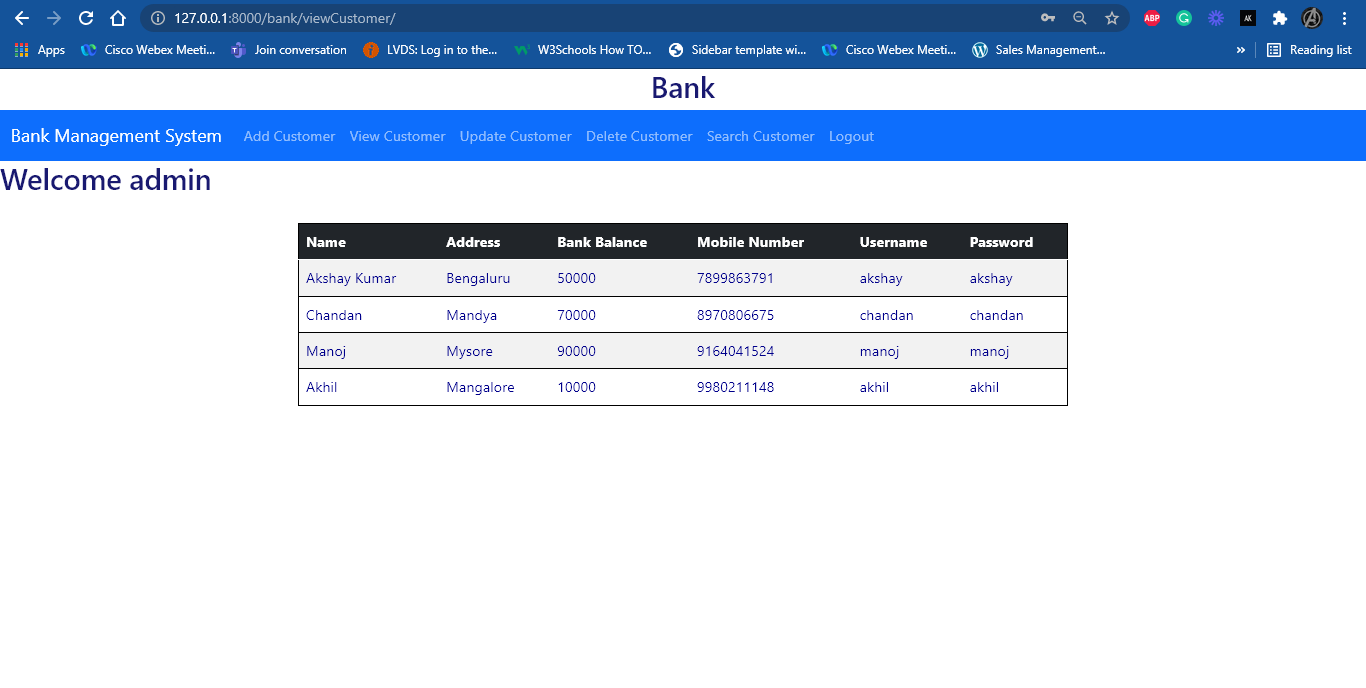 127.0.0.1:8000/bank/viewCustomer/
ABP G AK
Apps Cisco Webex Meeti... Join conversation LVDS: Log in to the... W3Schools How TO... Sidebar template wi... Cisco Webex Meeti... Sales Management... » Reading list
Bank
Bank Management System Add Customer View Customer Update Customer Delete Customer Search Customer Logout
Welcome admin
Name Address Bank Balance Mobile Number Username Password
Akshay Kumar Bengaluru 50000 7899863791 akshay akshay
Chandan Mandya 70000 8970806675 chandan chandan
Manoj Mysore 90000 9164041524 manoj manoj
Akhil Mangalore 10000 9980211148 akhil akhil